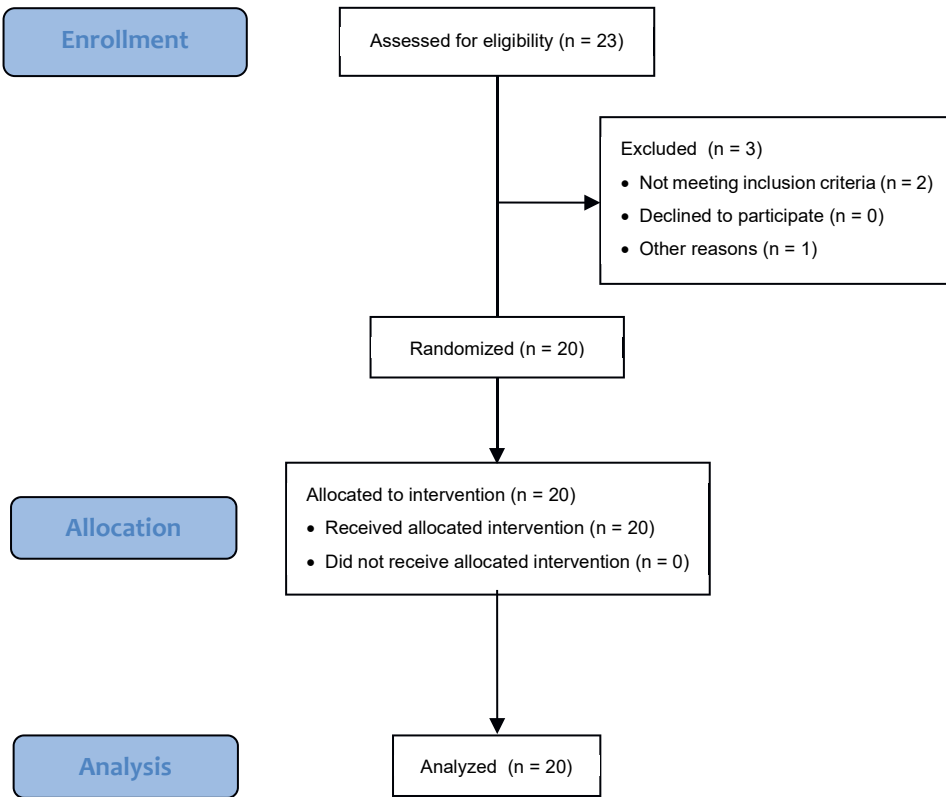 Enrollment
Assessed for eligibility (n = 23)
Excluded (n = 3)
• Not meeting inclusion criteria (n = 2)
• Declined to participate (n = 0)
• Other reasons (n = 1)
Randomized (n = 20)
Allocation
Allocated to intervention (n = 20)
• Received allocated intervention (n = 20)
• Did not receive allocated intervention (n = 0)
Analysis
Analyzed (n = 20)